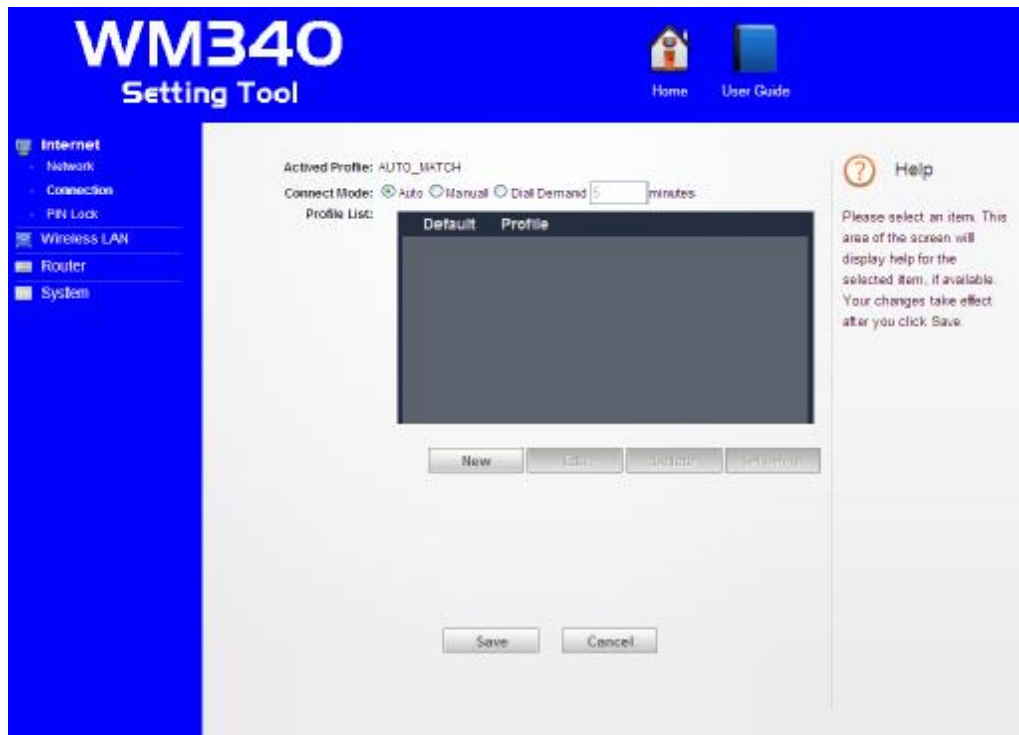 WM340
Setting Tool
Home
User Guide
Internet
Network
Connection
PIN Lock
Wireless LAN
Router
System
Actived Profile: AUTO_MATCH
Connect Mode: Auto Manual Dial Demand 5 minutes
Profile List:
Default Profile
New
Edit
Delete
Save
Cancel
? Help
Please select an item. This
area of the screen will
display help for the
selected item, if available.
Your changes take effect
after you click Save.